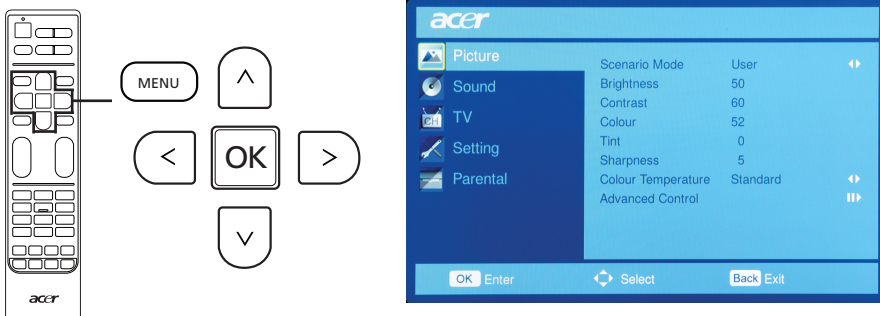 MENU
OK
acer
acer
Picture
Sound
CH
TV
Setting
Parental
Scenario Mode User
Brightness 50
Contrast 60
Colour 52
Tint 0
Sharpness 5
Colour Temperature Standard
Advanced Control
OK Enter Select Back Exit